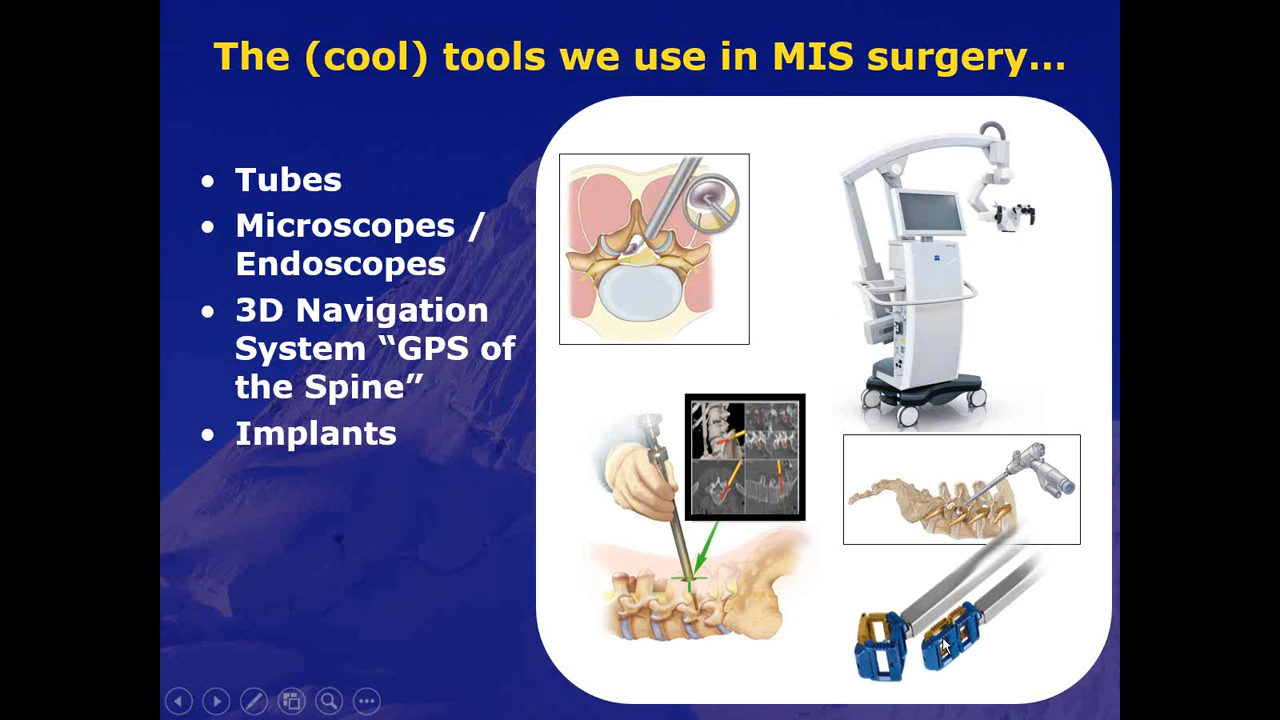 The (cool) tools we use in MIS surgery...
• Tubes
• Microscopes /
Endoscopes
• 3D Navigation
System “GPS of
the Spine”
• Implants